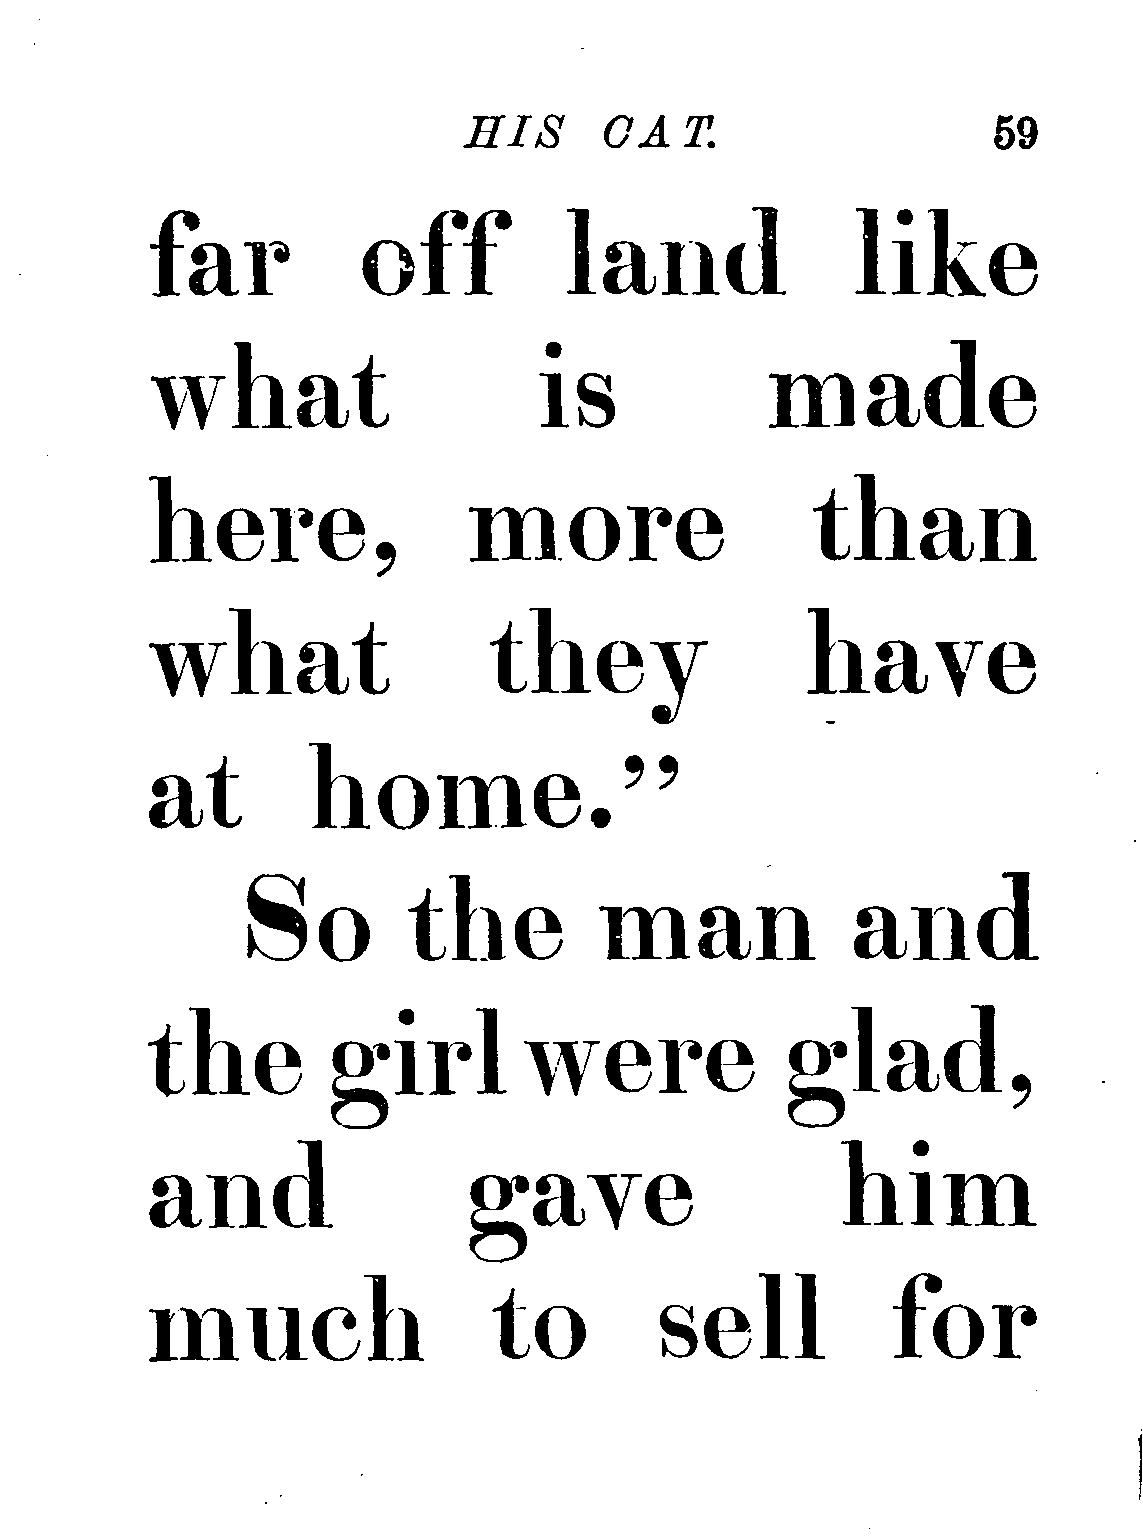 HIS CAT. 59
far off land like
what is made
here, more than
what they have
at home.”
So the man and
the girl were glad,
and gave him
much to sell for